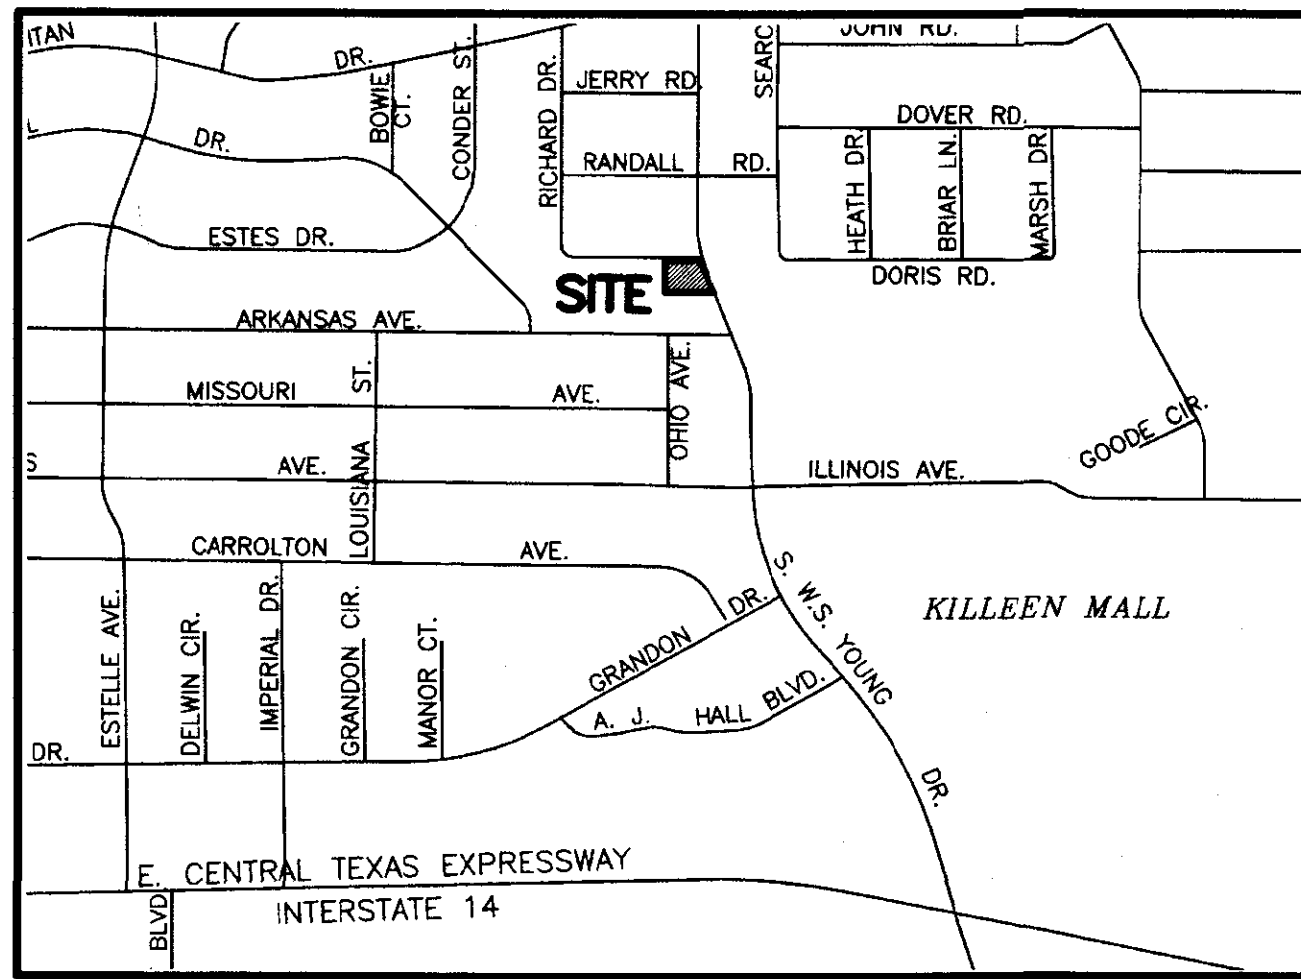 ITAN
DR.
BOWIE
CT.
CONDER ST.
RICHARD DR.
JERRY RD.
SEARC
JOHN RD.
DOVER RD.
L
DR.
RANDALL RD.
HEATH DR.
BRIAR LN.
MARSH DR.
ESTES DR.
DORIS RD.
SITE
ARKANSAS AVE.
MISSOURI AVE.
LOUISIANA ST.
OHIO AVE.
GOODE CIR.
S AVE.
ILLINOIS AVE.
CARROLTON AVE.
S. W.S. YOUNG DR.
KILLEEN MALL
ESTELLE AVE.
DELWIN CIR.
IMPERIAL DR.
GRANDON CIR.
MANOR CT.
GRANDON DR.
A. J. HALL BLVD.
DR.
E. CENTRAL TEXAS EXPRESSWAY
INTERSTATE 14
BLVD